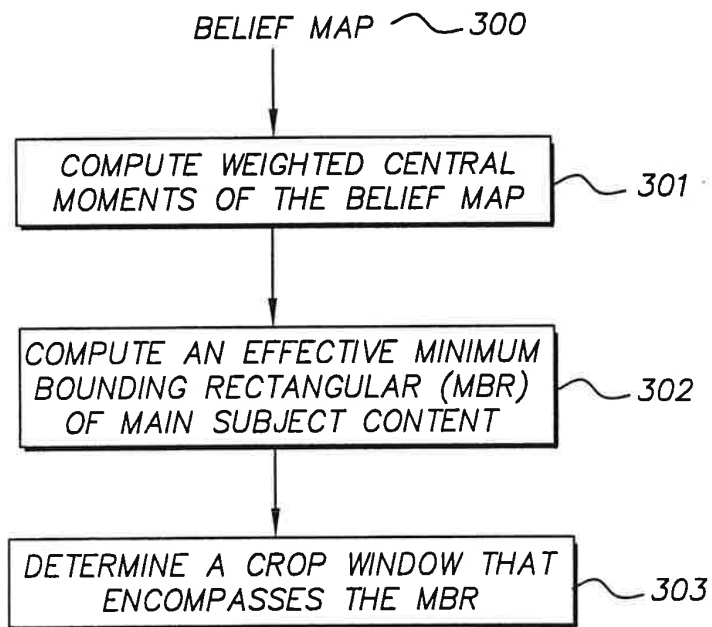 BELIEF MAP 300
COMPUTE WEIGHTED CENTRAL
MOMENTS OF THE BELIEF MAP
301
COMPUTE AN EFFECTIVE MINIMUM
BOUNDING RECTANGULAR (MBR)
OF MAIN SUBJECT CONTENT
302
DETERMINE A CROP WINDOW THAT
ENCOMPASSES THE MBR
303